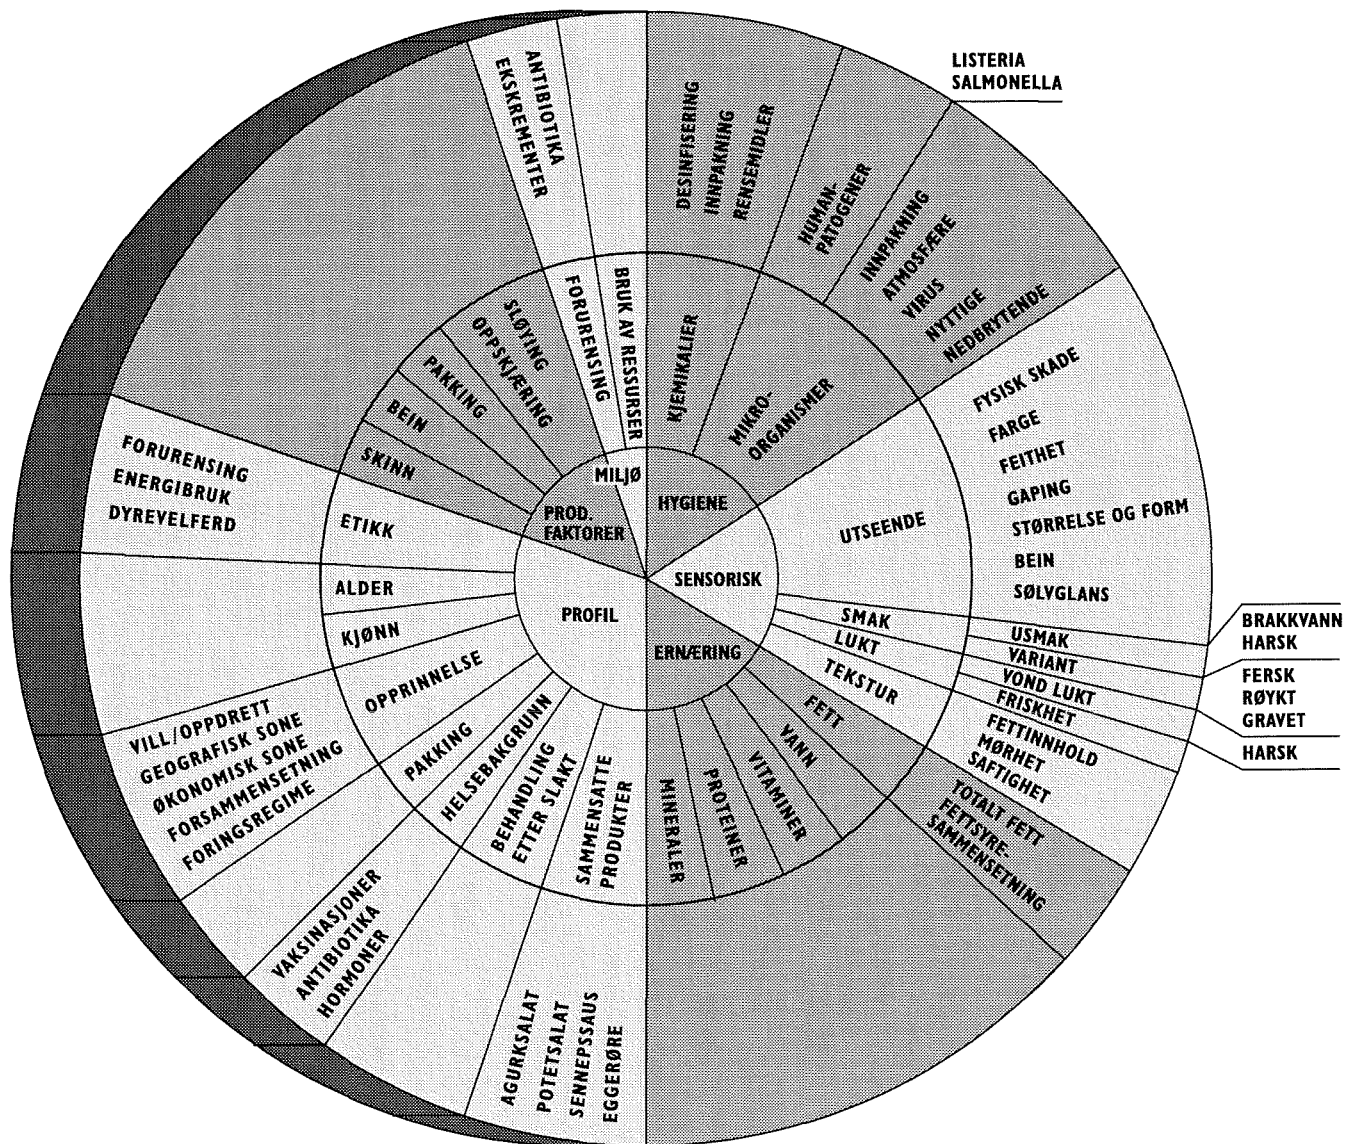 LISTERIA
SALMONELLA
ANTIBIOTIKA
EKSKREMENTER
DESINFISERING
INNPAKNING
RENSEMIDLER
HUMAN-
PATOGENER
INNPAKNING
ATMOSFÆRE
VIRUS
NYTTIGE
NEDBRYTENDE
FORURENSING
BRUK AV RESSURSER
KJEMIKALIER
MIKRO-
ORGANISMER
SLØYING
OPPSKJÆRING
PAKKING
BEIN
SKINN
MILJØ
HYGIENE
PROD.
FAKTORER
SENSORISK
PROFIL
ERNÆRING
FYSISK SKADE
FARGE
FEITHET
GAPING
STØRRELSE OG FORM
BEIN
SØLVGLANS
UTSEENDE
SMAK
LUKT
TEKSTUR
USMAK
VARIANT
VOND LUKT
FRISKHET
FETTINNHOLD
MØRHET
SAFTIGHET
BRAKKVANN
HARSK
FERSK
RØYKT
GRAVET
HARSK
TOTALT FETT
FETTSYRE-
SAMMENSETNING
FETT
VANN
VITAMINER
PROTEINER
MINERALER
FORURENSING
ENERGIBRUK
DYREVELFERD
ETIKK
ALDER
KJØNN
OPPRINNELSE
PAKKING
HELSEBAKGRUNN
BEHANDLING
ETTER SLAKT
SAMMENSATTE
PRODUKTER
VILL/OPPDRETT
GEOGRAFISK SONE
ØKONOMISK SONE
FORSAMMENSETNING
FORINGSREGIME
VAKSINASJONER
ANTIBIOTIKA
HORMONER
AGURKSALAT
POTETSALAT
SENNEPSSAUS
EGGERØRE